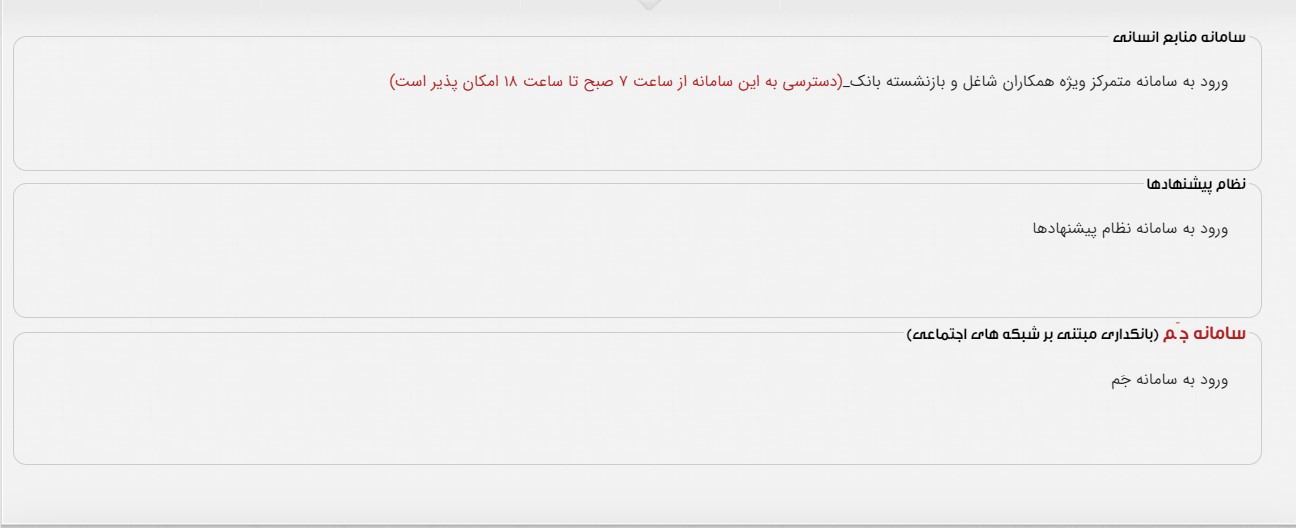 سامانه منابع انسانی
ورود به سامانه متمرکز ویژه همکاران شاغل و بازنشسته بانک_(دسترسی به این سامانه از ساعت ۷ صبح تا ساعت ۱۸ امکان پذیر است)
نظام پیشنهادها
ورود به سامانه نظام پیشنهادها
سامانه جَم (بانکداری مبتنی بر شبکه های اجتماعی)
ورود به سامانه جَم